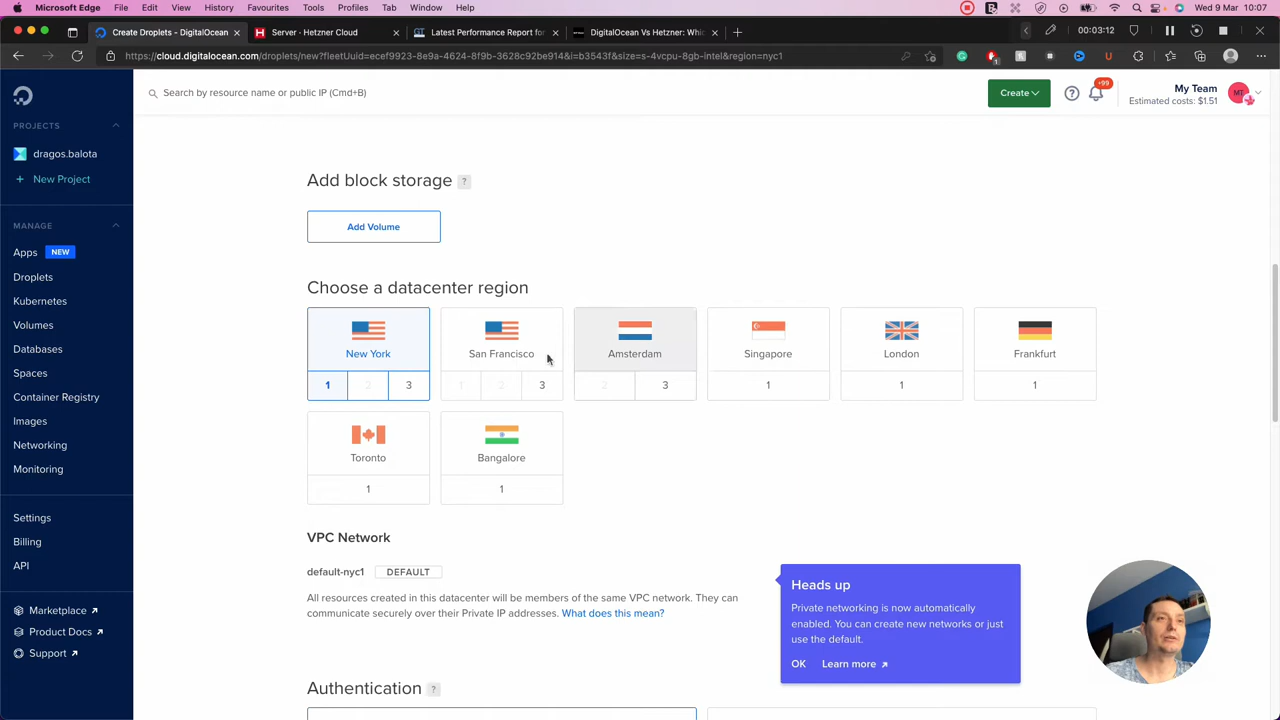 Microsoft Edge File Edit View History Favourites Tools Profiles Tab Window Help
Wed 9 Mar 10:07
Create Droplets - DigitalOcean
Server · Hetzner Cloud
Latest Performance Report for
DigitalOcean Vs Hetzner: Whic
00:03:12
https://cloud.digitalocean.com/droplets/new?fleetUuid=ecef9923-8e9a-4624-8f9b-3628c92be914&i=b3543f&size=s-4vcpu-8gb-intel&region=nyc1
Search by resource name or public IP (Cmd+B)
Create
?
+99
My Team
Estimated costs: $1.51
MT
PROJECTS
dragos.balota
+ New Project
MANAGE
Apps NEW
Droplets
Kubernetes
Volumes
Databases
Spaces
Container Registry
Images
Networking
Monitoring
Settings
Billing
API
Marketplace
Product Docs
Support
Add block storage ?
Add Volume
Choose a datacenter region
New York
1 2 3
San Francisco
1 2 3
Amsterdam
2 3
Singapore
1
London
1
Frankfurt
1
Toronto
1
Bangalore
1
VPC Network
default-nyc1 DEFAULT
All resources created in this datacenter will be members of the same VPC network. They can
communicate securely over their Private IP addresses. What does this mean?
Heads up
Private networking is now automatically
enabled. You can create new networks or just
use the default.
OK Learn more
Authentication ?